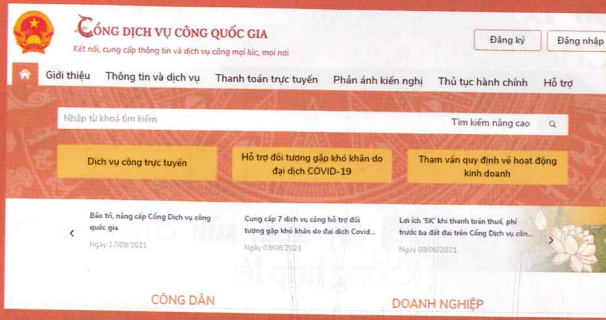 CỔNG DỊCH VỤ CÔNG QUỐC GIA
Kết nối, cung cấp thông tin và dịch vụ công mọi lúc, mọi nơi
Đăng ký
Đăng nhập
Giới thiệu
Thông tin và dịch vụ
Thanh toán trực tuyến
Phản ánh kiến nghị
Thủ tục hành chính
Hỗ trợ
Nhập từ khoá tìm kiếm
Tìm kiếm nâng cao
Dịch vụ công trực tuyến
Hỗ trợ đối tượng gặp khó khăn do
đại dịch COVID-19
Tham vấn quy định về hoạt động
kinh doanh
Bảo trì, nâng cấp Cổng Dịch vụ công
quốc gia
Ngày 17/09/2021
Cung cấp 7 dịch vụ công hỗ trợ đối
tượng gặp khó khăn do đại dịch Covid...
Ngày 09/08/2021
Lợi ích '5K' khi thanh toán thuế, phí
trước bạ đất đai trên Cổng Dịch vụ côn...
Ngày 09/06/2021
CÔNG DÂN
DOANH NGHIỆP